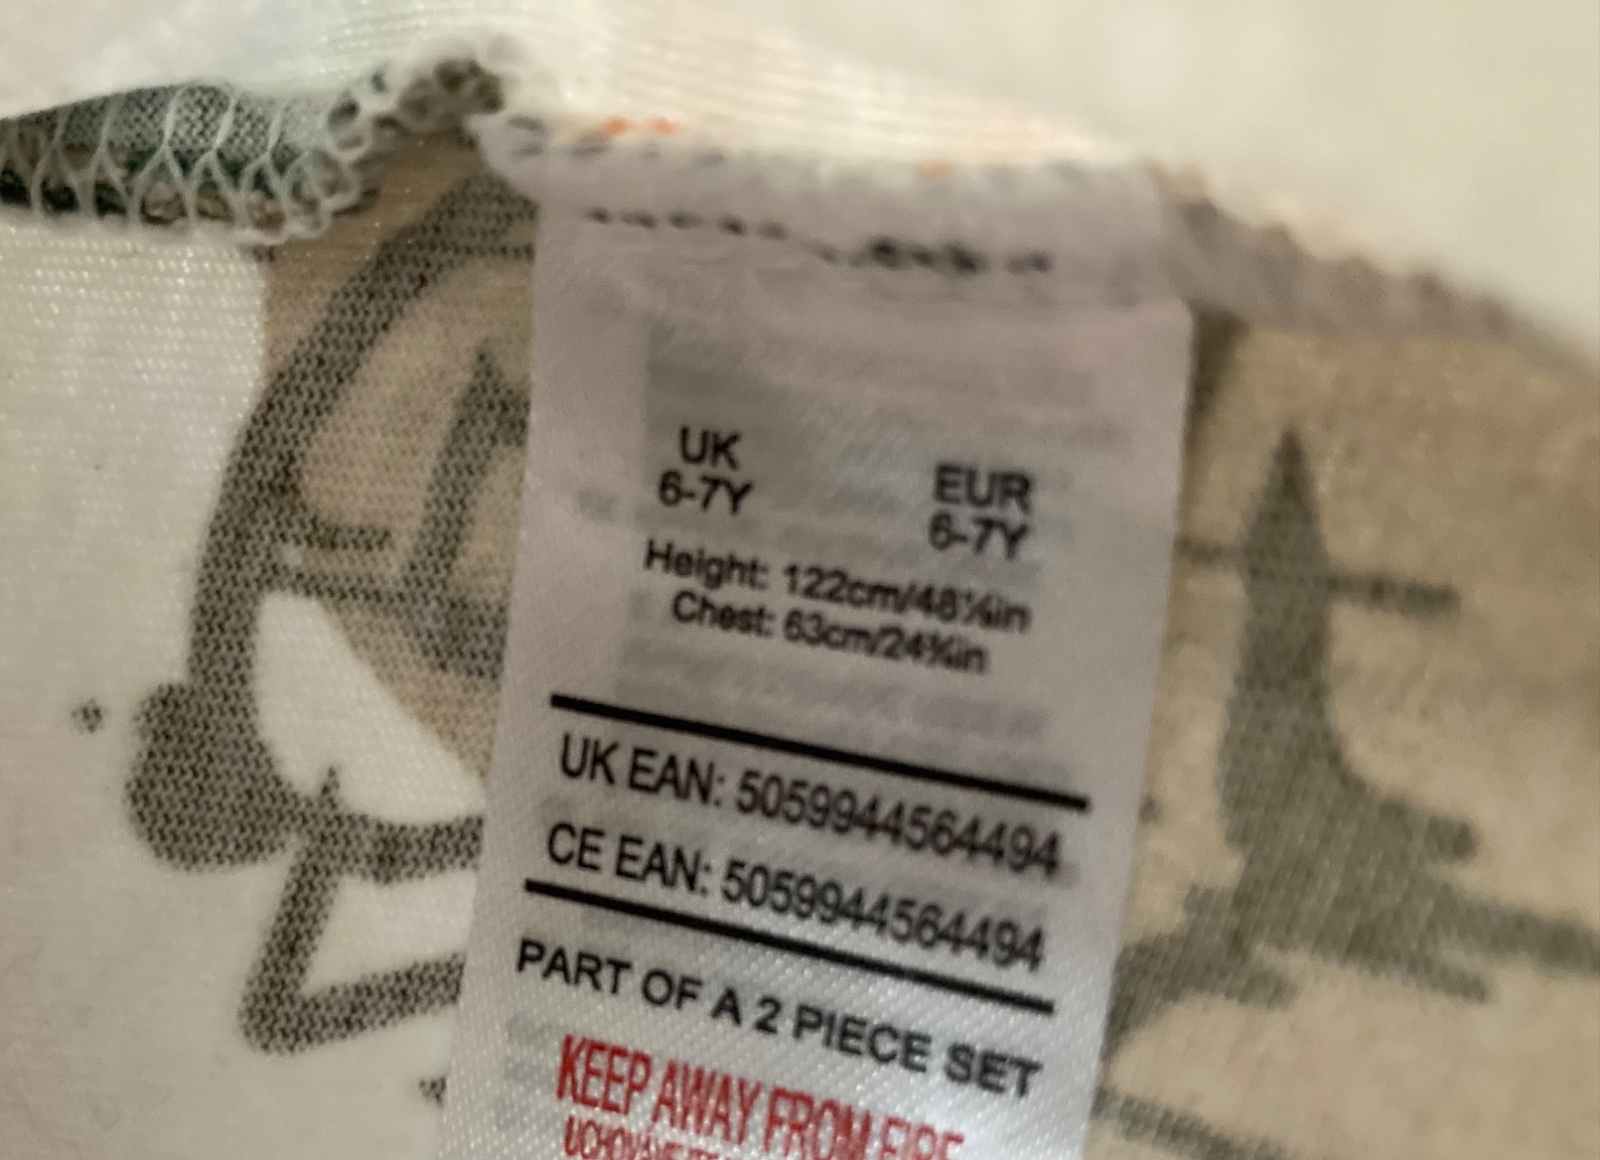 UK EUR
6-7Y 6-7Y
Height: 122cm/48¼in
Chest: 63cm/24¾in
UK EAN: 5059944564494
CE EAN: 5059944564494
PART OF A 2 PIECE SET
KEEP AWAY FROM FIRE